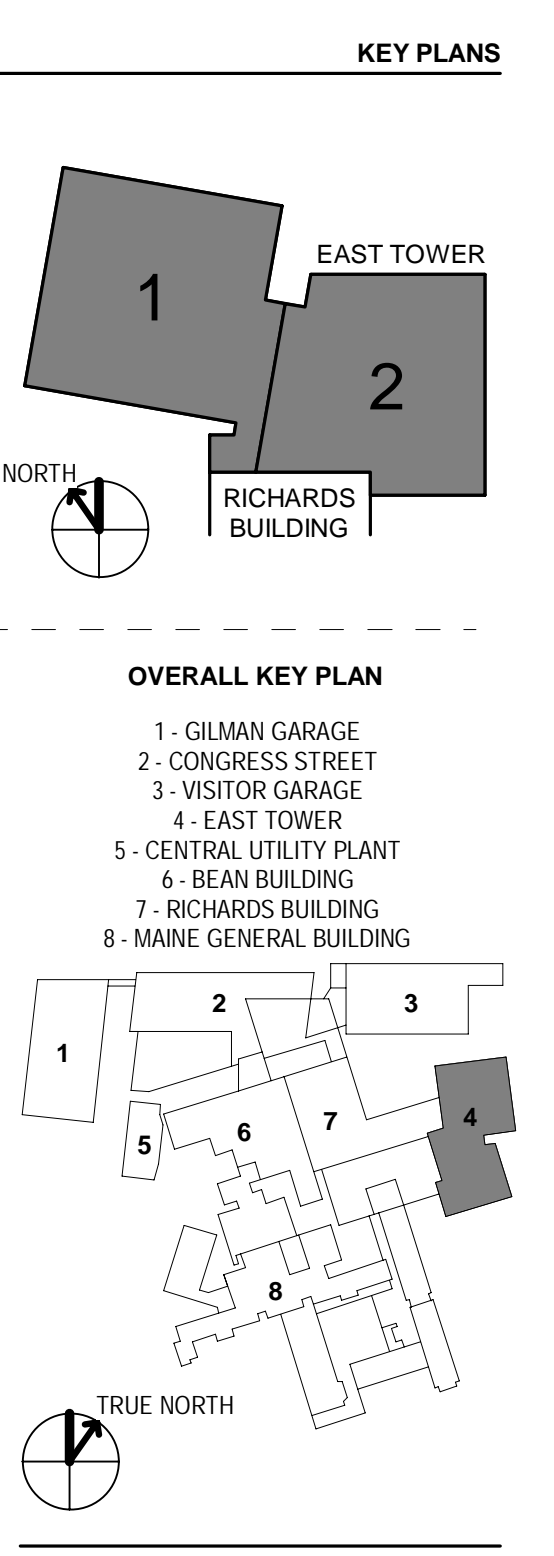 KEY PLANS
1
EAST TOWER
2
NORTH
RICHARDS
BUILDING
OVERALL KEY PLAN
1 - GILMAN GARAGE
2 - CONGRESS STREET
3 - VISITOR GARAGE
4 - EAST TOWER
5 - CENTRAL UTILITY PLANT
6 - BEAN BUILDING
7 - RICHARDS BUILDING
8 - MAINE GENERAL BUILDING
2
3
1
4
7
6
5
8
TRUE NORTH